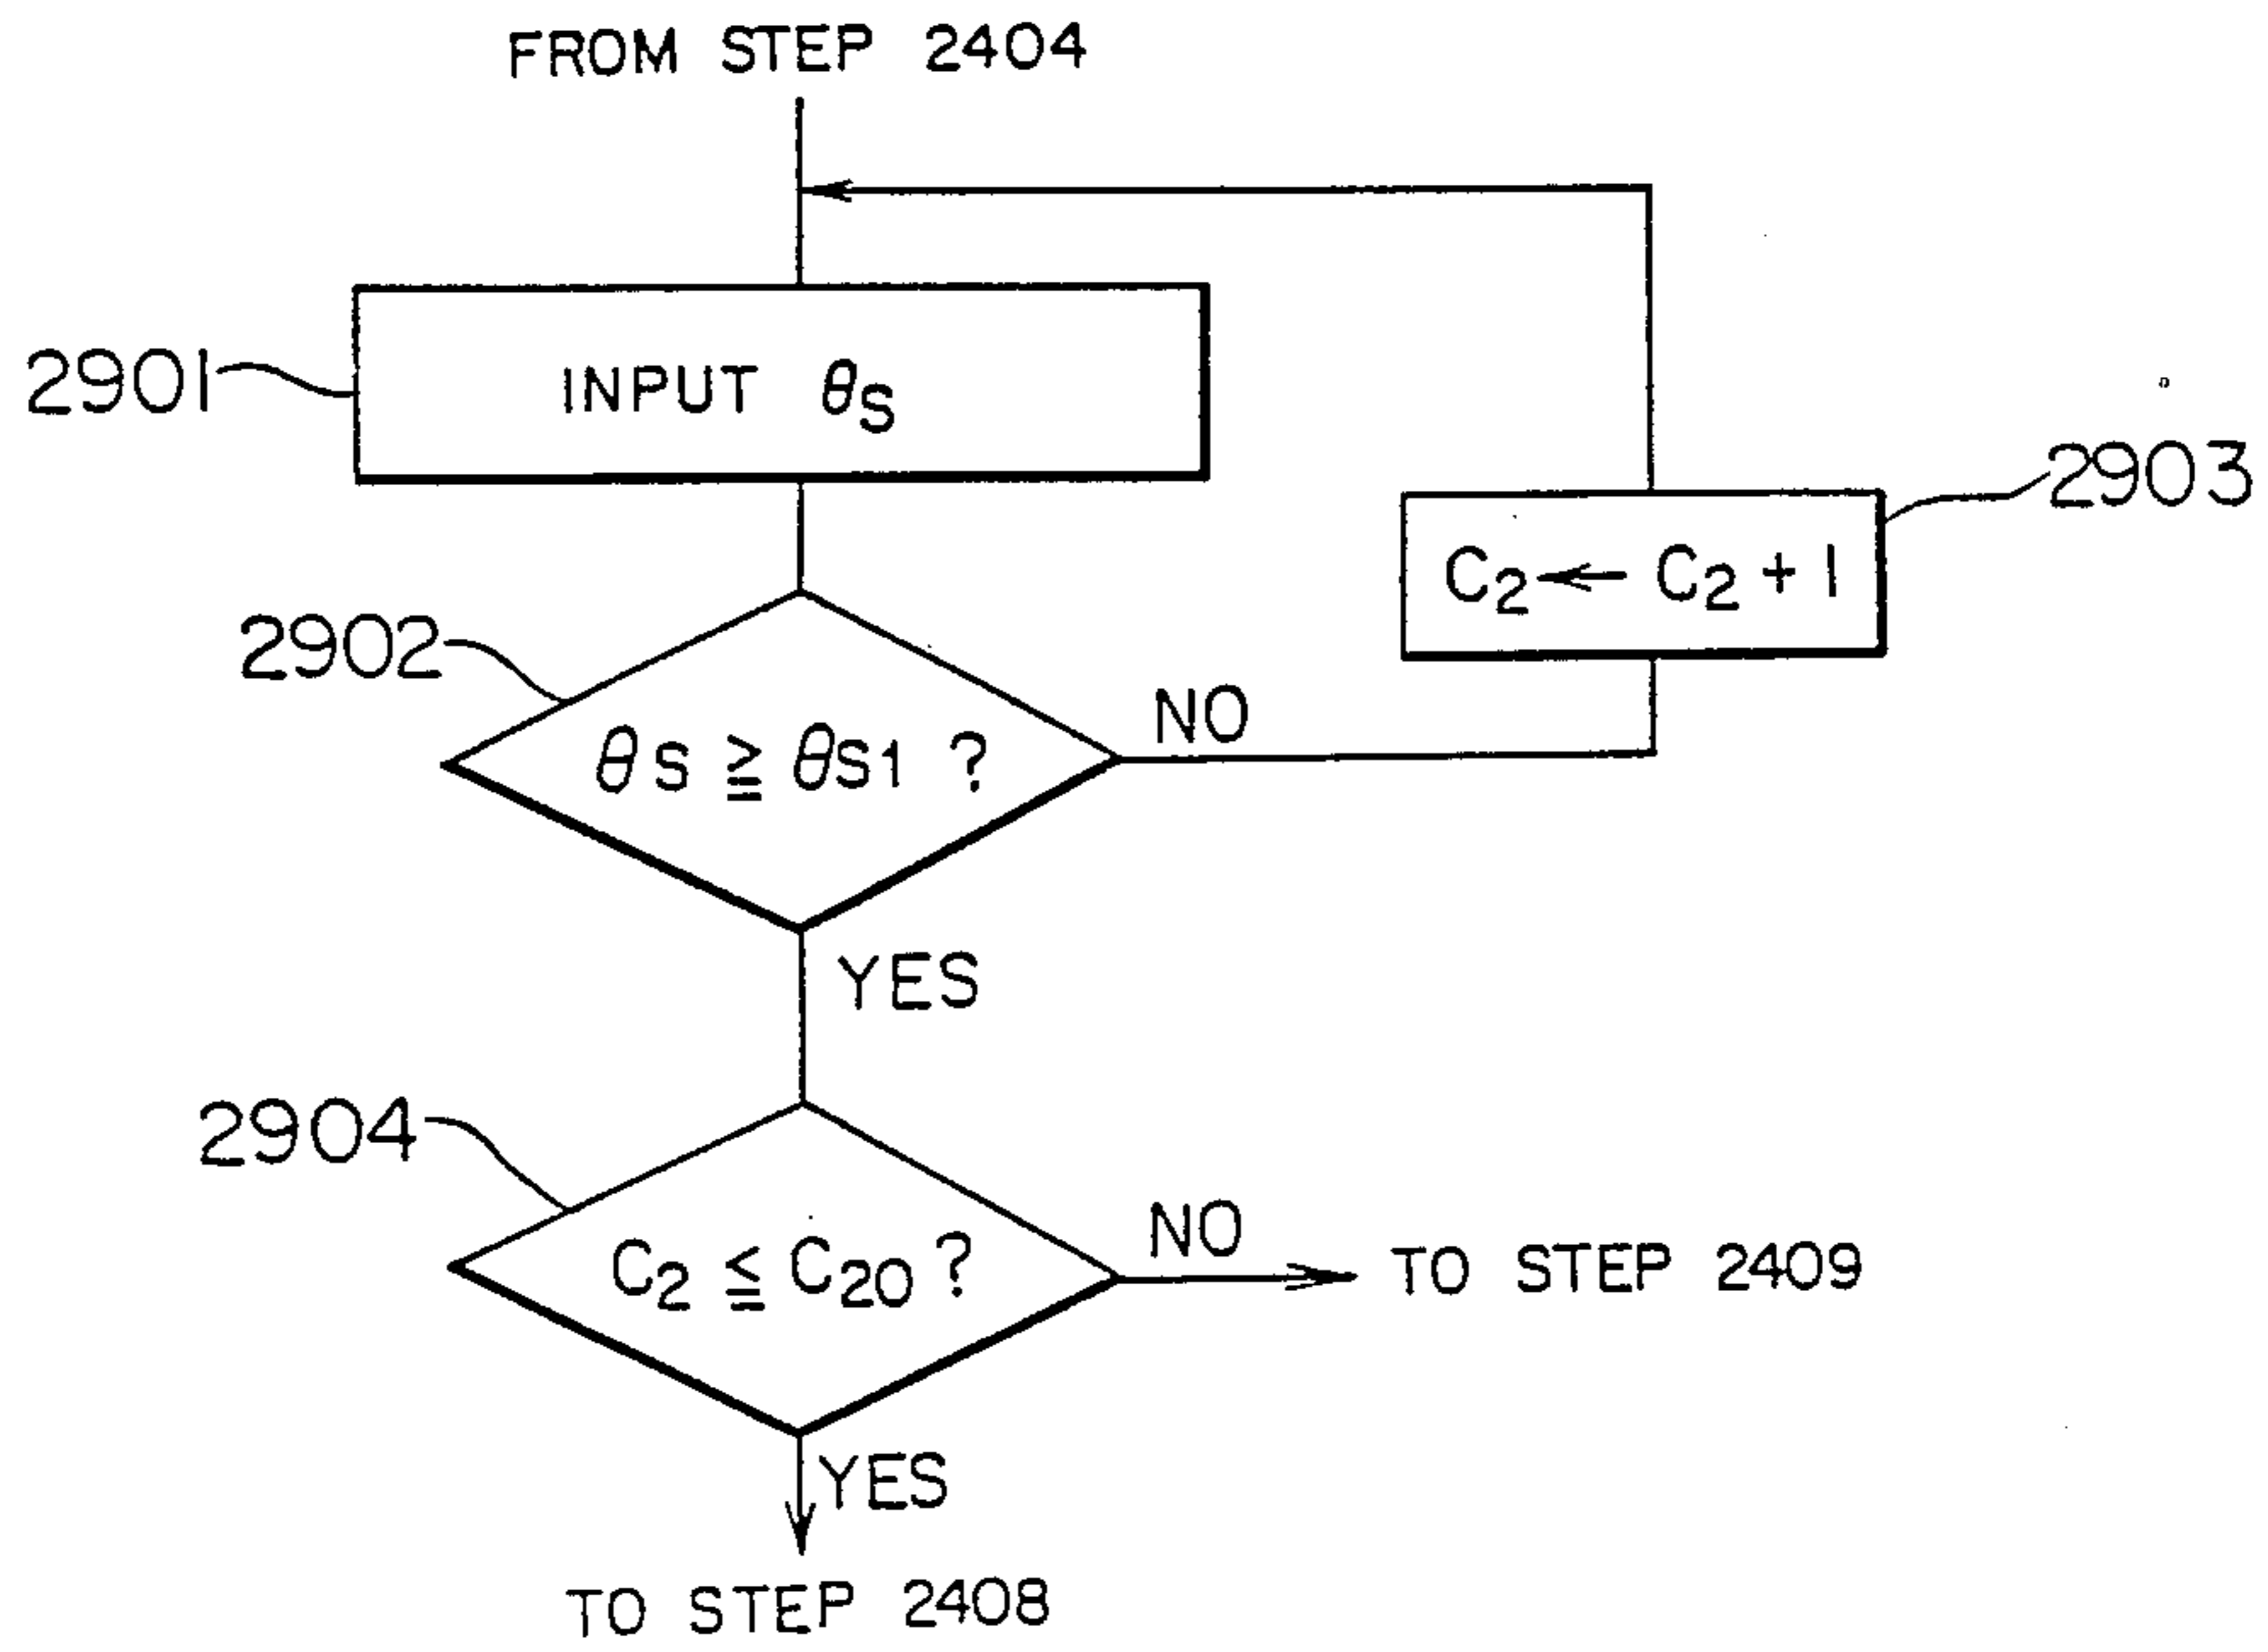 FROM STEP 2404
2901
INPUT θS
2903
C2 ← C2 + 1
2902
θS ≧ θS1 ?
NO
YES
2904
C2 ≦ C20 ?
NO
TO STEP 2409
YES
TO STEP 2408